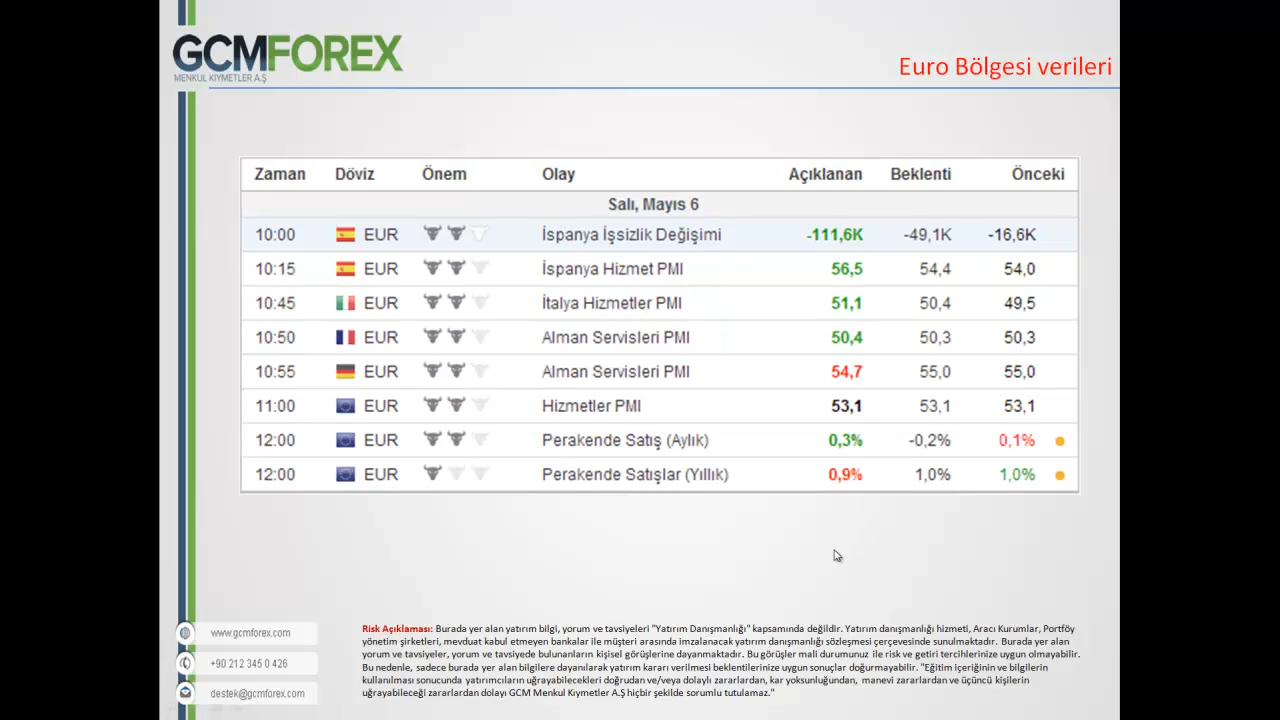 GCMFOREX
MENKUL KIYMETLER A.Ş
Euro Bölgesi verileri
Zaman Döviz Önem Olay Açıklanan Beklenti Önceki
Salı, Mayıs 6
10:00 EUR İspanya İşsizlik Değişimi -111,6K -49,1K -16,6K
10:15 EUR İspanya Hizmet PMI 56,5 54,4 54,0
10:45 EUR İtalya Hizmetler PMI 51,1 50,4 49,5
10:50 EUR Alman Servisleri PMI 50,4 50,3 50,3
10:55 EUR Alman Servisleri PMI 54,7 55,0 55,0
11:00 EUR Hizmetler PMI 53,1 53,1 53,1
12:00 EUR Perakende Satış (Aylık) 0,3% -0,2% 0,1%
12:00 EUR Perakende Satışlar (Yıllık) 0,9% 1,0% 1,0%
www.gcmforex.com
+90 212 345 0 426
destek@gcmforex.com
Risk Açıklaması: Burada yer alan yatırım bilgi, yorum ve tavsiyeleri "Yatırım Danışmanlığı" kapsamında değildir. Yatırım danışmanlığı hizmeti, Aracı Kurumlar, Portföy
yönetim şirketleri, mevduat kabul etmeyen bankalar ile müşteri arasında imzalanacak yatırım danışmanlığı sözleşmesi çerçevesinde sunulmaktadır. Burada yer alan
yorum ve tavsiyeler, yorum ve tavsiyede bulunanların kişisel görüşlerine dayanmaktadır. Bu görüşler mali durumunuz ile risk ve getiri tercihlerinize uygun olmayabilir.
Bu nedenle, sadece burada yer alan bilgilere dayanılarak yatırım kararı verilmesi beklentilerinize uygun sonuçlar doğurmayabilir. "Eğitim içeriğinin ve bilgilerin
kullanılması sonucunda yatırımcıların uğrayabilecekleri doğrudan ve/veya dolaylı zararlardan, kar yoksunluğundan, manevi zararlardan ve üçüncü kişilerin
uğrayabileceği zararlardan dolayı GCM Menkul Kıymetler A.Ş hiçbir şekilde sorumlu tutulamaz."